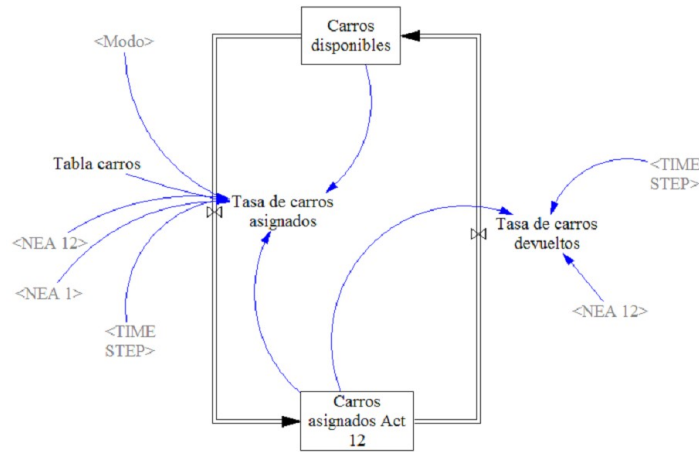 Carros
disponibles
<Modo>
Tabla carros
Tasa de carros
asignados
<NEA 12>
<NEA 1>
<TIME
STEP>
<TIME
STEP>
Tasa de carros
devueltos
<NEA 12>
Carros
asignados Act
12